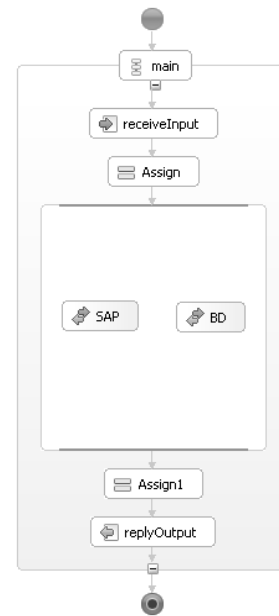 main
receiveInput
Assign
SAP
BD
Assign1
replyOutput